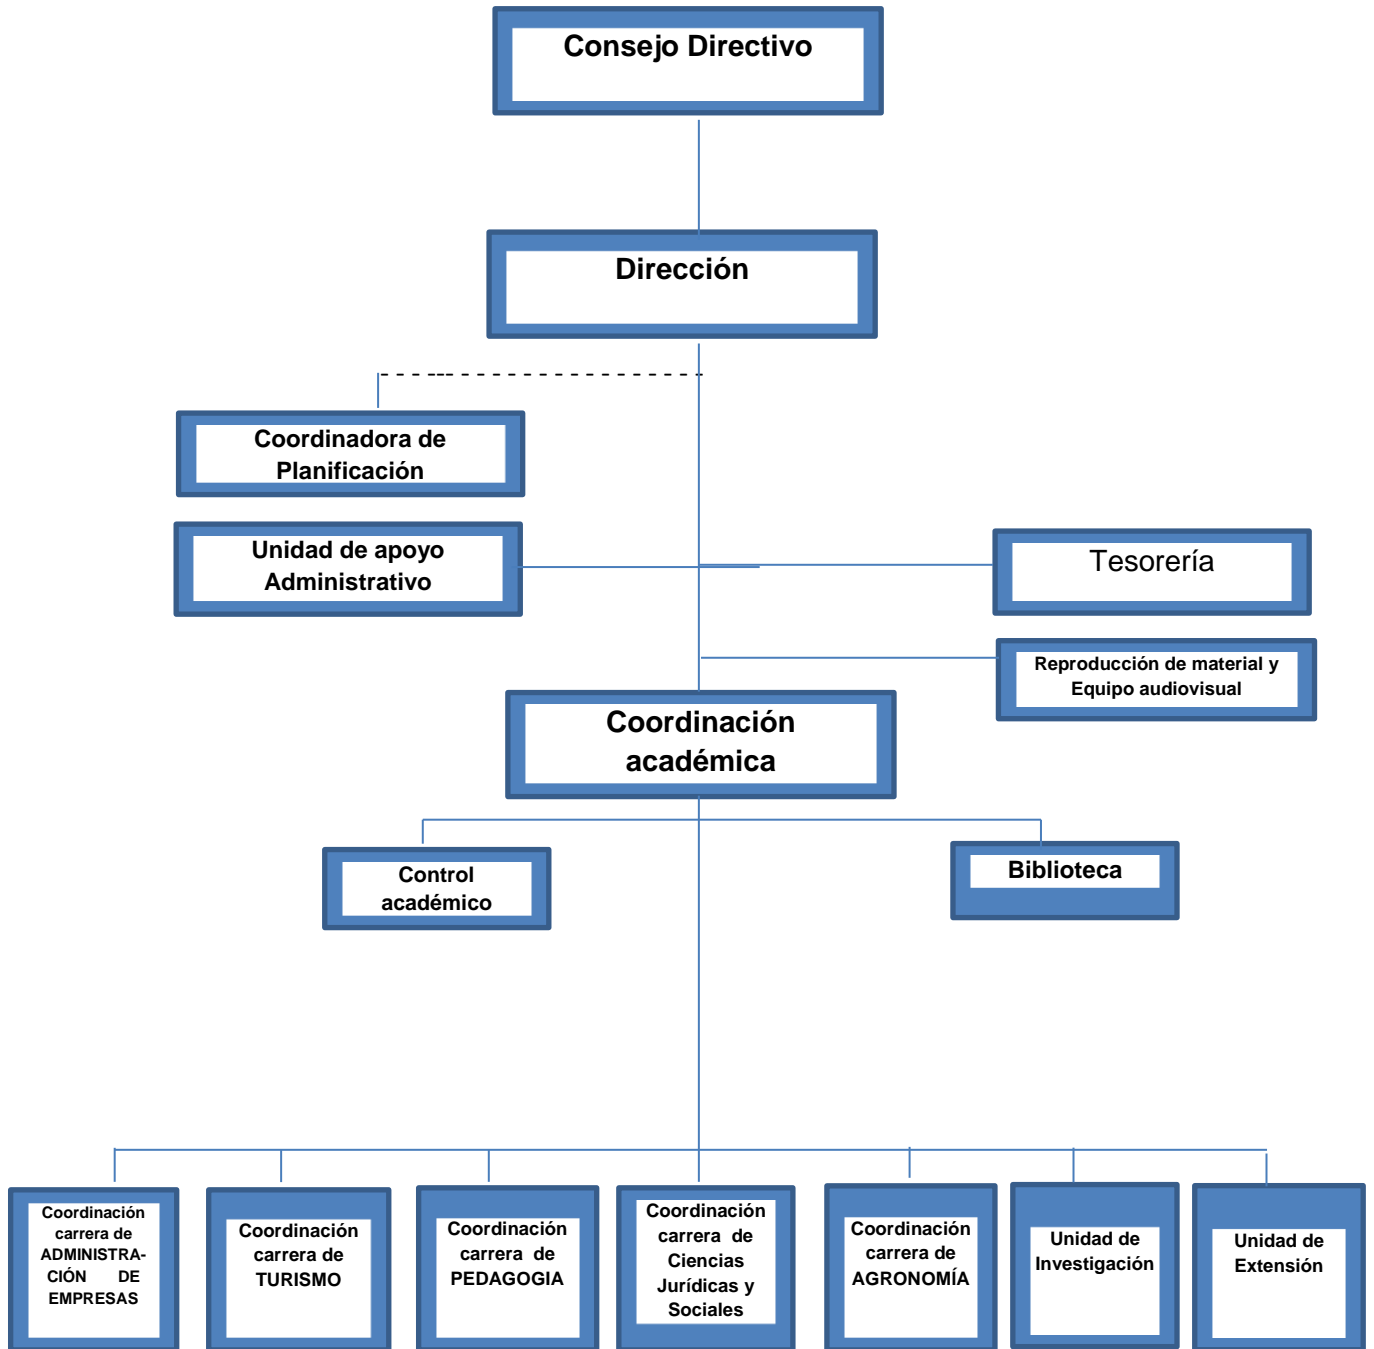 Consejo Directivo
Dirección
Coordinadora de
Planificación
Unidad de apoyo
Administrativo
Tesorería
Reproducción de material y
Equipo audiovisual
Coordinación
académica
Control
académico
Biblioteca
Coordinación
carrera de
ADMINISTRA-
CIÓN DE
EMPRESAS
Coordinación
carrera de
TURISMO
Coordinación
carrera de
PEDAGOGIA
Coordinación
carrera de
Ciencias
Jurídicas y
Sociales
Coordinación
carrera de
AGRONOMÍA
Unidad de
Investigación
Unidad de
Extensión